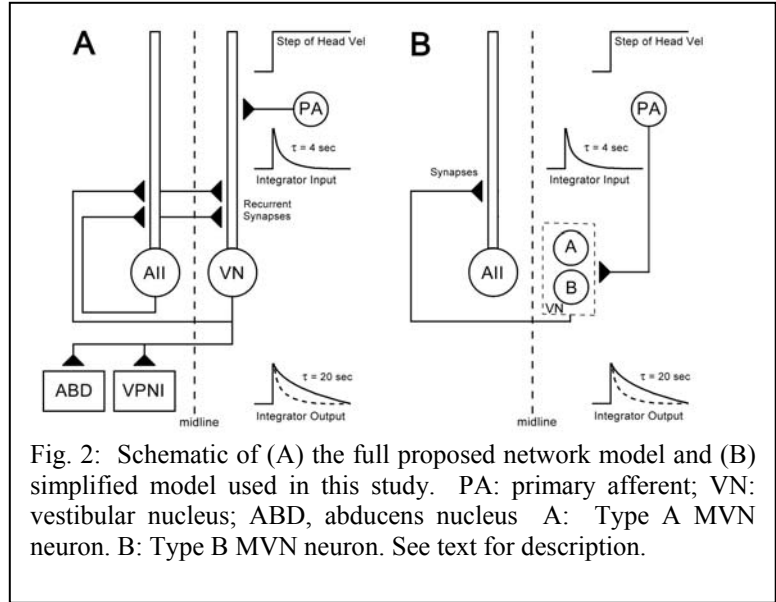 A
Step of Head Vel
PA
τ = 4 sec
Integrator Input
Recurrent
Synapses
AII
VN
ABD
VPNI
τ = 20 sec
Integrator Output
midline
B
Step of Head Vel
PA
τ = 4 sec
Integrator Input
Synapses
AII
A
B
VN
τ = 20 sec
Integrator Output
midline
Fig. 2: Schematic of (A) the full proposed network model and (B)
simplified model used in this study. PA: primary afferent; VN:
vestibular nucleus; ABD, abducens nucleus A: Type A MVN
neuron. B: Type B MVN neuron. See text for description.